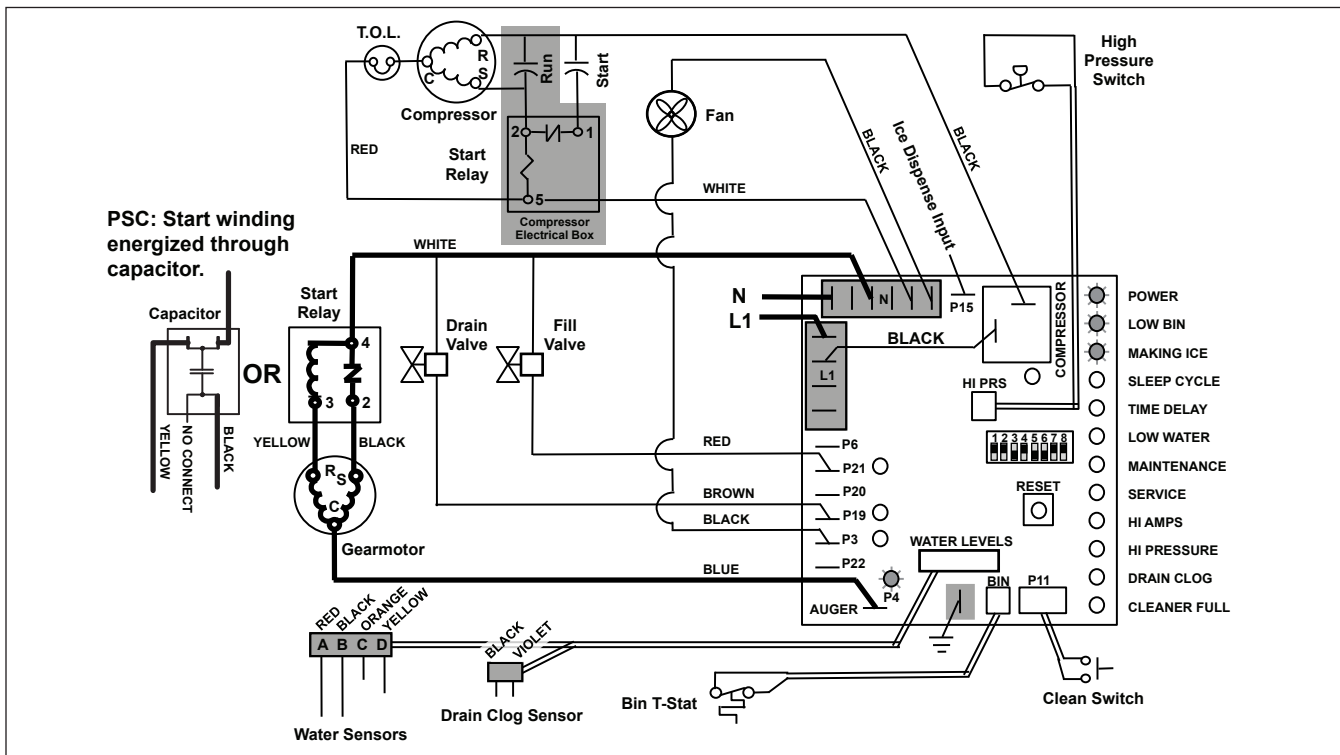 T.O.L.
R
S
C
Compressor
Run
Start
2
1
5
Start
Relay
Compressor
Electrical Box
RED
WHITE
Fan
BLACK
Ice Dispense Input
BLACK
High
Pressure
Switch
PSC: Start winding
energized through
capacitor.
WHITE
Capacitor
YELLOW
NO CONNECT
BLACK
OR
Start
Relay
4
3
2
YELLOW
BLACK
R
S
C
Gearmotor
Drain
Valve
Fill
Valve
N
L1
N
L1
P15
BLACK
COMPRESSOR
HI PRS
1 2 3 4 5 6 7 8
RESET
RED
BROWN
BLACK
BLUE
P6
P21
P20
P19
P3
P22
P4
AUGER
WATER LEVELS
BIN
P11
POWER
LOW BIN
MAKING ICE
SLEEP CYCLE
TIME DELAY
LOW WATER
MAINTENANCE
SERVICE
HI AMPS
HI PRESSURE
DRAIN CLOG
CLEANER FULL
RED
BLACK
ORANGE
YELLOW
A B C D
Water Sensors
BLACK
VIOLET
Drain Clog Sensor
Bin T-Stat
Clean Switch